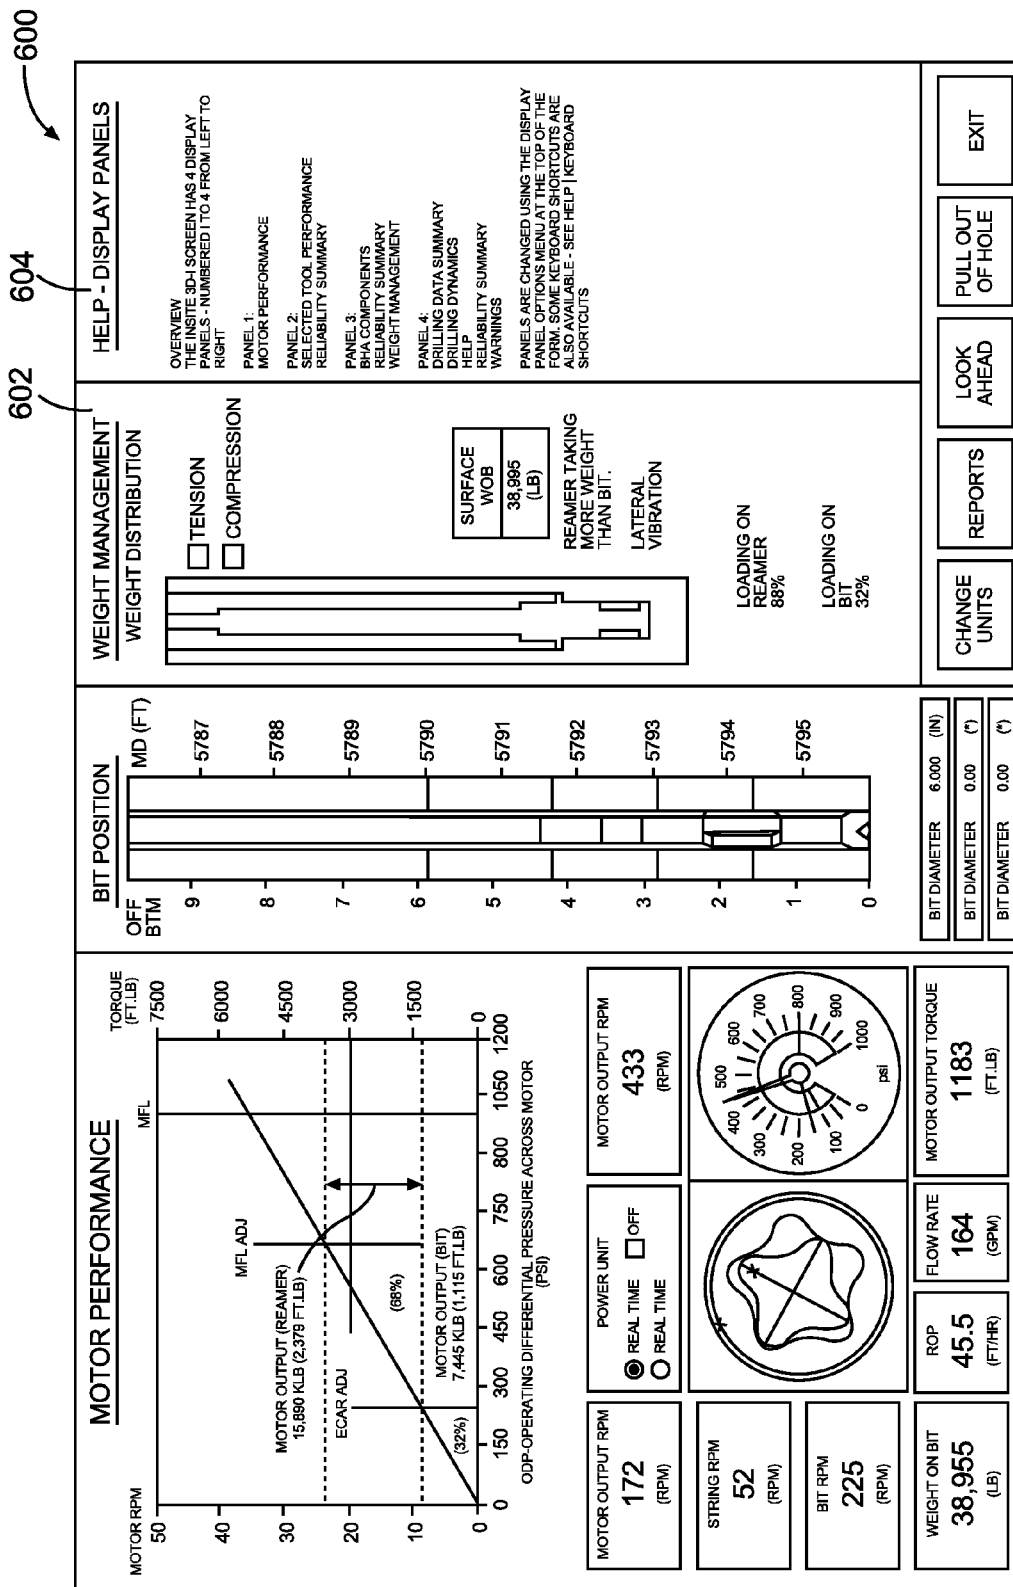 600
602
604
MOTOR PERFORMANCE
MOTOR RPM
50
40
30
20
10
0
TORQUE
(FT.LB)
7500
6000
4500
3000
1500
0
MFL
MFL ADJ
MOTOR OUTPUT (REAMER)
15,890 KLB (2,379 FT.LB)
ECAR ADJ
(68%)
(32%)
MOTOR OUTPUT (BIT)
7,445 KLB (1,115 FT.LB)
0
150
300
450
600
750
800
1050
1200
ODP-OPERATING DIFFERENTIAL PRESSURE ACROSS MOTOR
(PSI)
MOTOR OUTPUT RPM
172
(RPM)
POWER UNIT
REAL TIME
OFF
REAL TIME
MOTOR OUTPUT RPM
433
(RPM)
STRING RPM
52
(RPM)
BIT RPM
225
(RPM)
0
100
200
300
400
500
600
700
800
900
1000
psi
WEIGHT ON BIT
38,955
(LB)
ROP
45.5
(FT/HR)
FLOW RATE
164
(GPM)
MOTOR OUTPUT TORQUE
1183
(FT.LB)
BIT POSITION
OFF
BTM
MD (FT)
9
8
7
6
5
4
3
2
1
0
5787
5788
5789
5790
5791
5792
5793
5794
5795
BIT DIAMETER 6.000 (IN)
BIT DIAMETER 0.00 (*)
BIT DIAMETER 0.00 (*)
WEIGHT MANAGEMENT
WEIGHT DISTRIBUTION
TENSION
COMPRESSION
SURFACE
WOB
38,995
(LB)
REAMER TAKING
MORE WEIGHT
THAN BIT.
LATERAL
VIBRATION
LOADING ON
REAMER
88%
LOADING ON
BIT
32%
HELP - DISPLAY PANELS
OVERVIEW
THE INSITE 3D-I SCREEN HAS 4 DISPLAY
PANELS - NUMBERED I TO 4 FROM LEFT TO
RIGHT
PANEL 1:
MOTOR PERFORMANCE
PANEL 2:
SELECTED TOOL PERFORMANCE
RELIABILITY SUMMARY
PANEL 3:
BHA COMPONENTS
RELIABILITY SUMMARY
WEIGHT MANAGEMENT
PANEL 4:
DRILLING DATA SUMMARY
DRILLING DYNAMICS
HELP
RELIABILITY SUMMARY
WARNINGS
PANELS ARE CHANGED USING THE DISPLAY
PANEL OPTIONS MENU AT THE TOP OF THE
FORM. SOME KEYBOARD SHORTCUTS ARE
ALSO AVAILABLE - SEE HELP | KEYBOARD
SHORTCUTS
CHANGE
UNITS
REPORTS
LOOK
AHEAD
PULL OUT
OF HOLE
EXIT